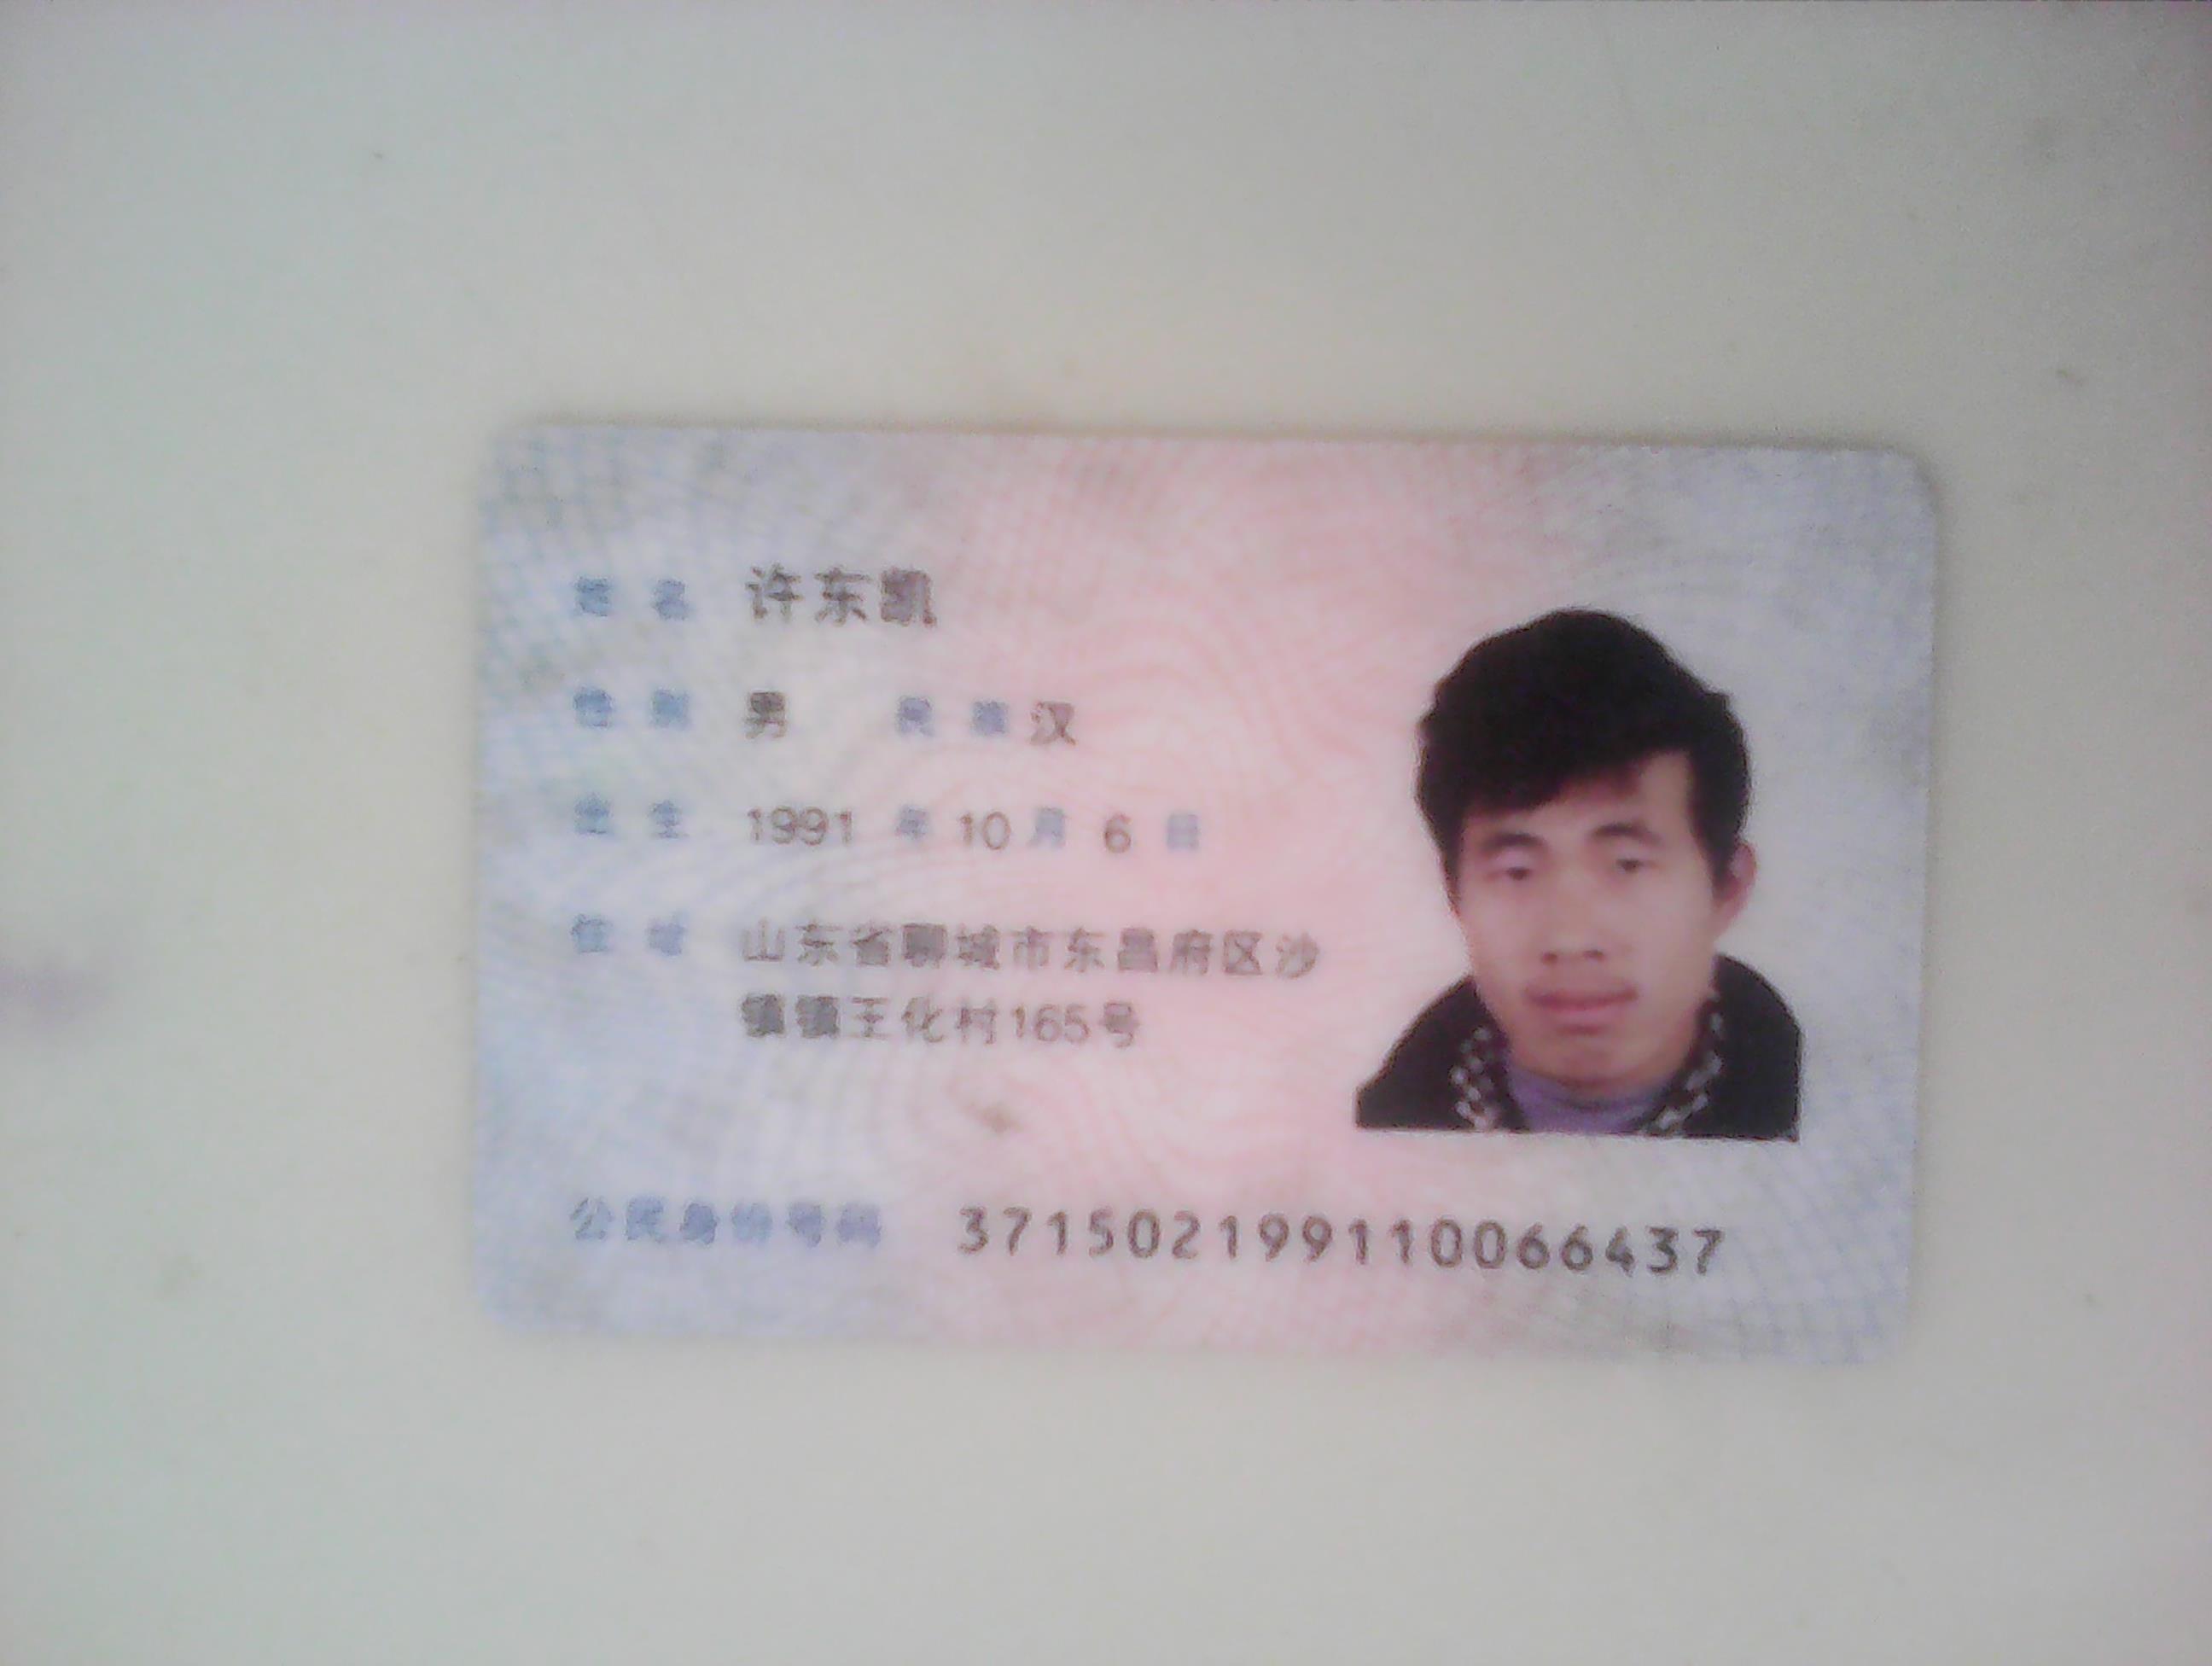 姓名 许东凯
性别 男 民族 汉
出生 1991 年 10 月 6 日
住址 山东省聊城市东昌府区沙
镇镇王化村165号
公民身份号码 371502199110066437